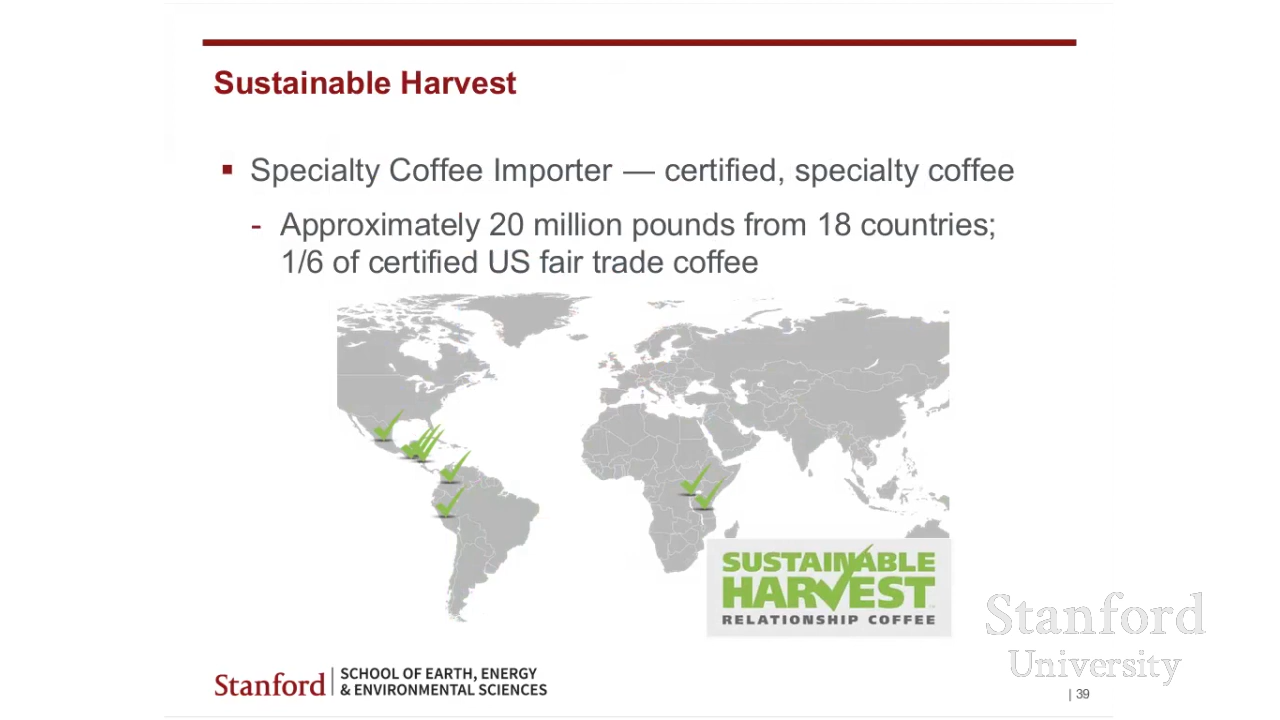 Sustainable Harvest
▪ Specialty Coffee Importer — certified, specialty coffee
- Approximately 20 million pounds from 18 countries;
1/6 of certified US fair trade coffee
SUSTAINABLE
HARVEST
RELATIONSHIP COFFEE
Stanford
University
Stanford | SCHOOL OF EARTH, ENERGY
& ENVIRONMENTAL SCIENCES
| 39